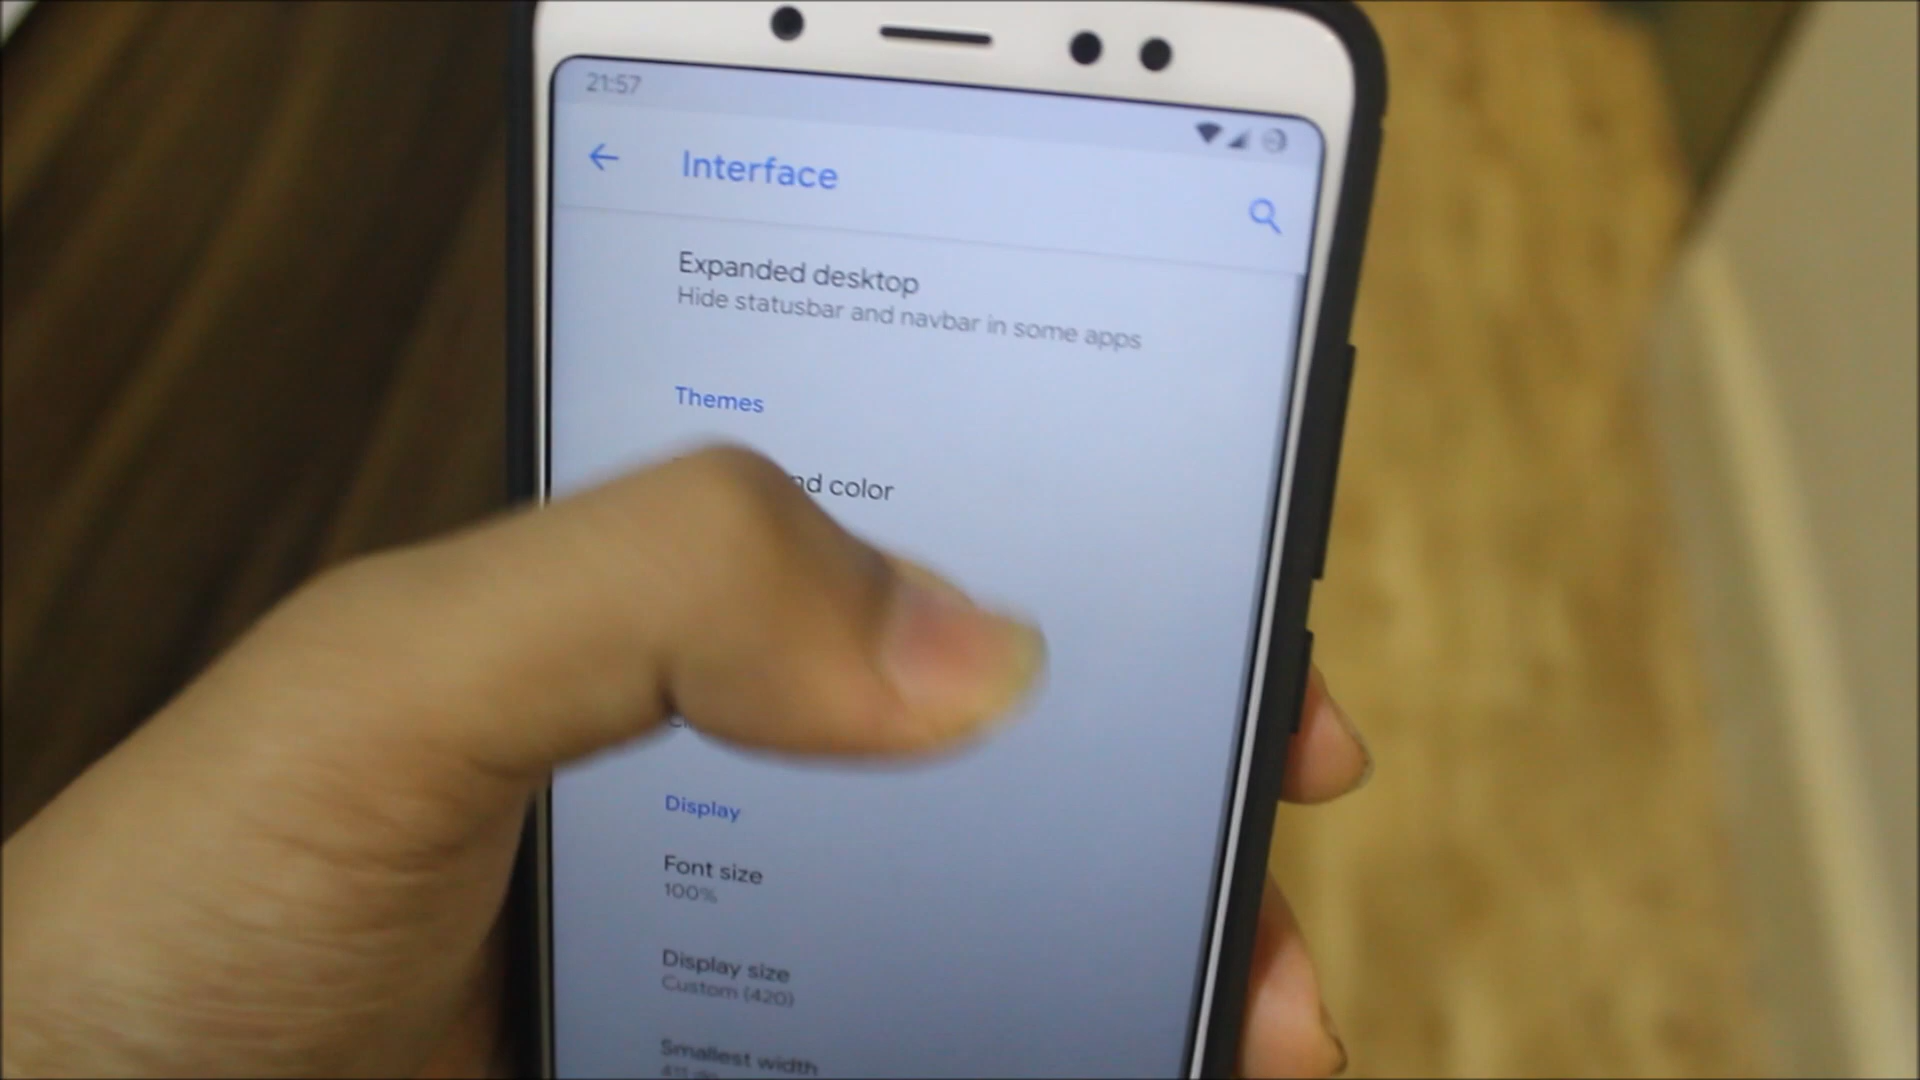 21:57
Interface
Expanded desktop
Hide statusbar and navbar in some apps
Themes
color
Display
Font size
100%
Display size
Custom (420)
Smallest width